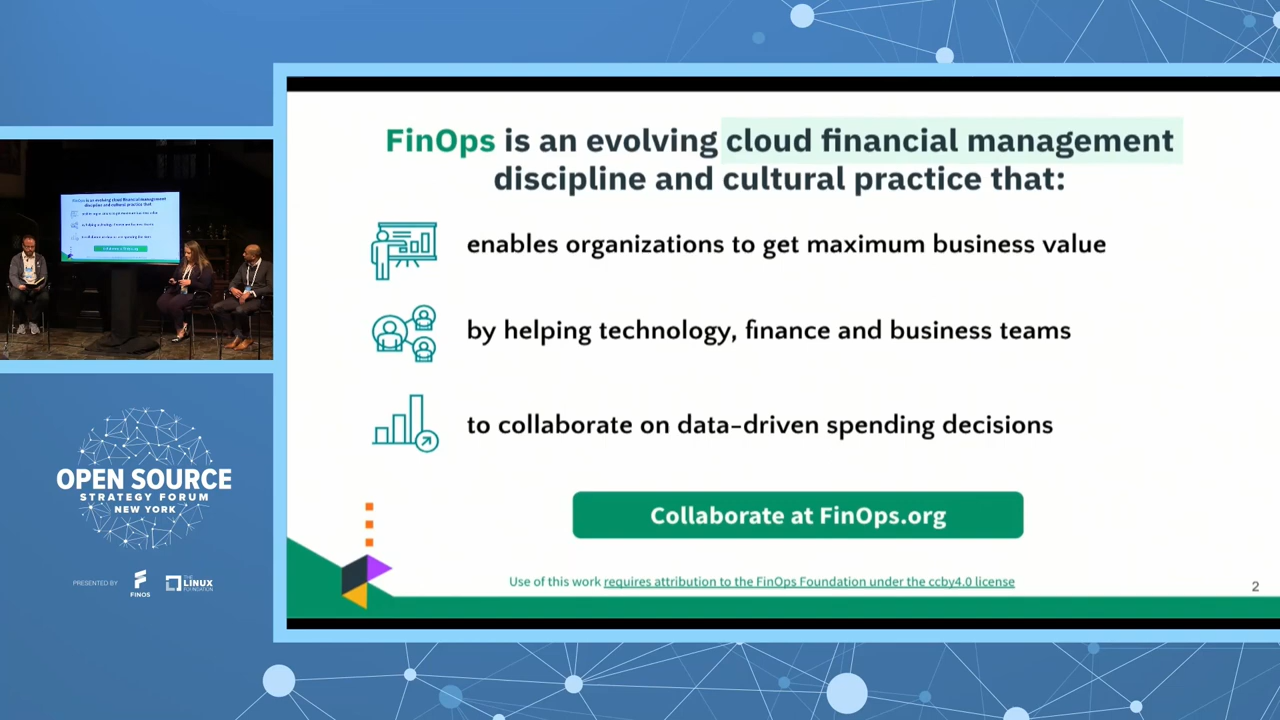 FinOps is an evolving cloud financial management
discipline and cultural practice that:
enables organizations to get maximum business value
by helping technology, finance and business teams
to collaborate on data-driven spending decisions
Collaborate at FinOps.org
Use of this work requires attribution to the FinOps Foundation under the ccby4.0 license
2
OPEN SOURCE
STRATEGY FORUM
NEW YORK
PRESENTED BY
FINOS
THE
LINUX
FOUNDATION